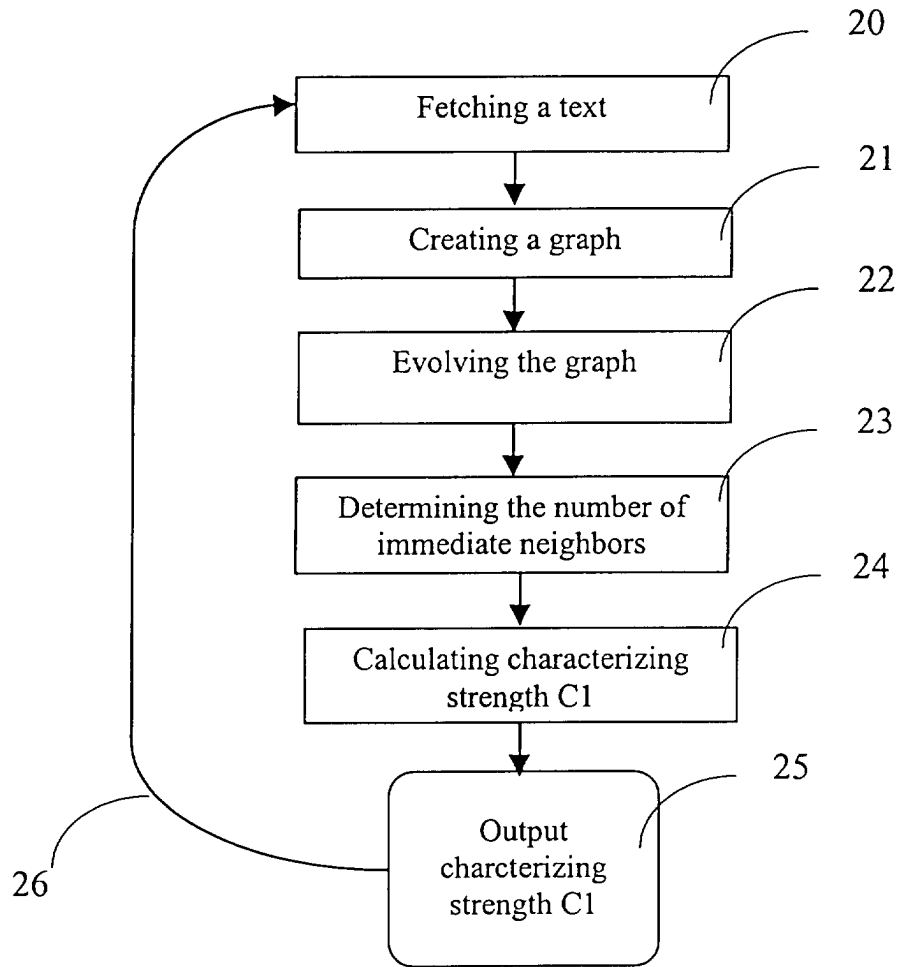 20
Fetching a text
21
Creating a graph
22
Evolving the graph
23
Determining the number of
immediate neighbors
24
Calculating characterizing
strength C1
25
Output
charcterizing
strength C1
26